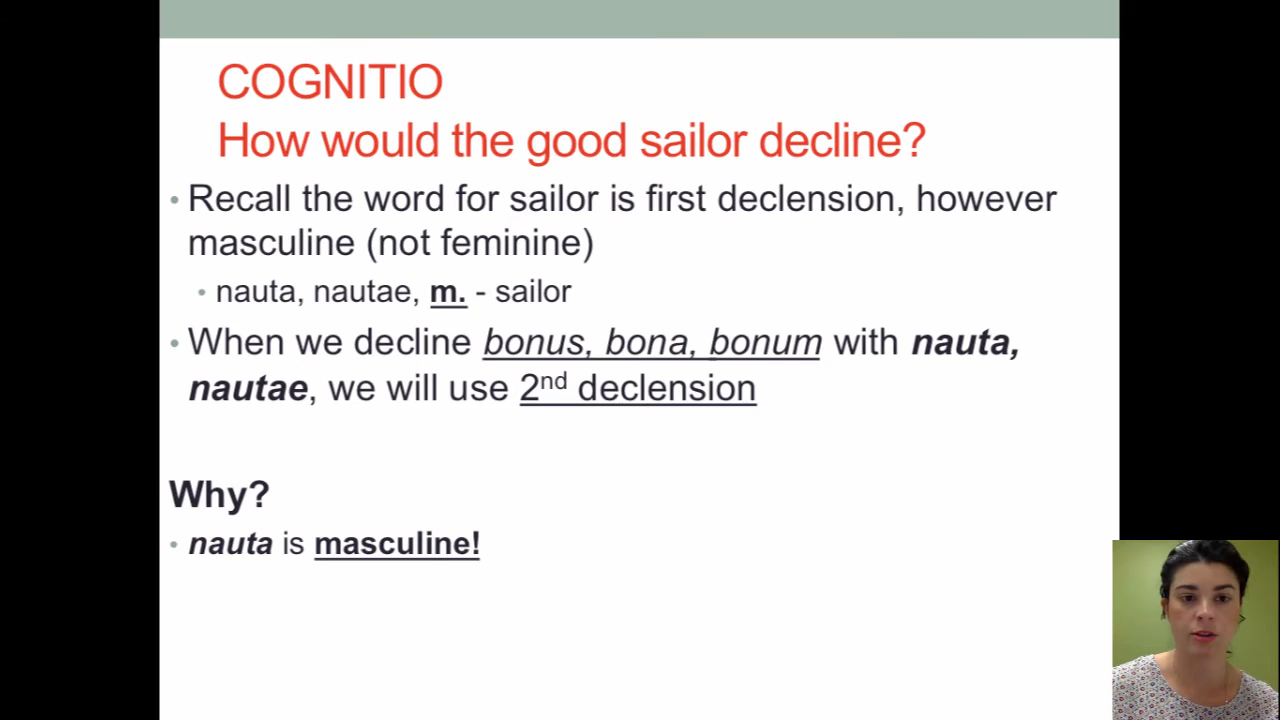 COGNITIO
How would the good sailor decline?
• Recall the word for sailor is first declension, however
masculine (not feminine)
• nauta, nautae, m. - sailor
• When we decline bonus, bona, bonum with nauta,
nautae, we will use 2nd declension
Why?
• nauta is masculine!